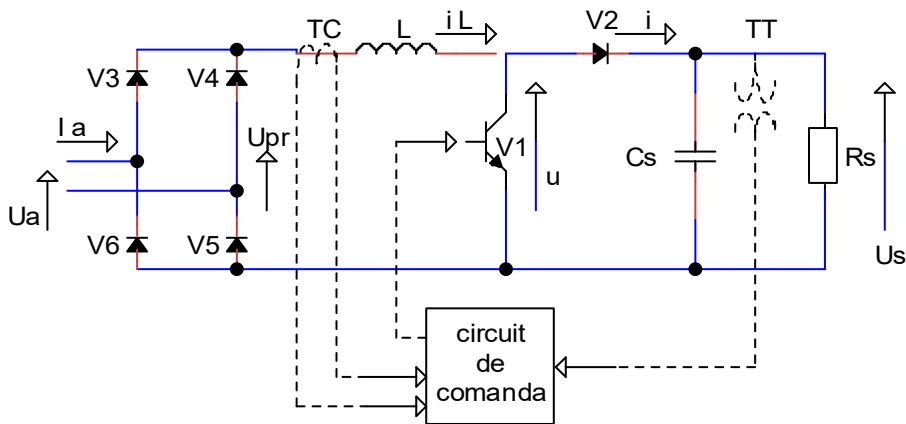 TC
L
i L
V2
i
TT
V3
V4
I a
Upr
Ua
V1
u
Cs
Rs
V6
V5
Us
circuit
de
comanda